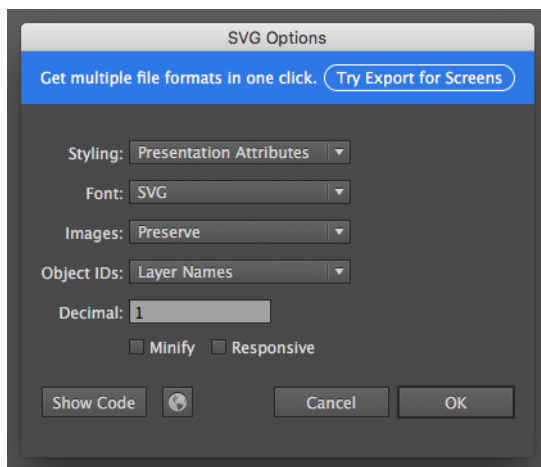 SVG Options
Get multiple file formats in one click. Try Export for Screens
Styling: Presentation Attributes
Font: SVG
Images: Preserve
Object IDs: Layer Names
Decimal: 1
Minify Responsive
Show Code Cancel OK